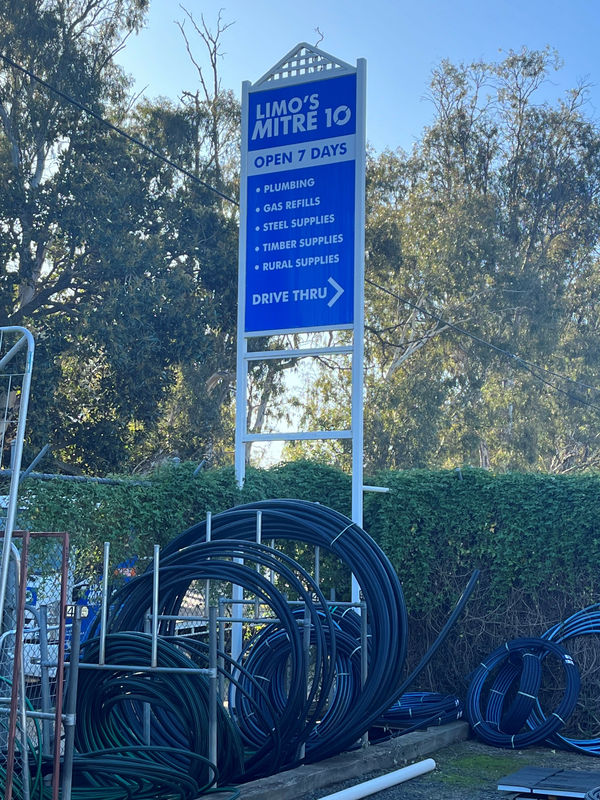 LIMO'S
MITRE 10
OPEN 7 DAYS
• PLUMBING
• GAS REFILLS
• STEEL SUPPLIES
• TIMBER SUPPLIES
• RURAL SUPPLIES
DRIVE THRU >